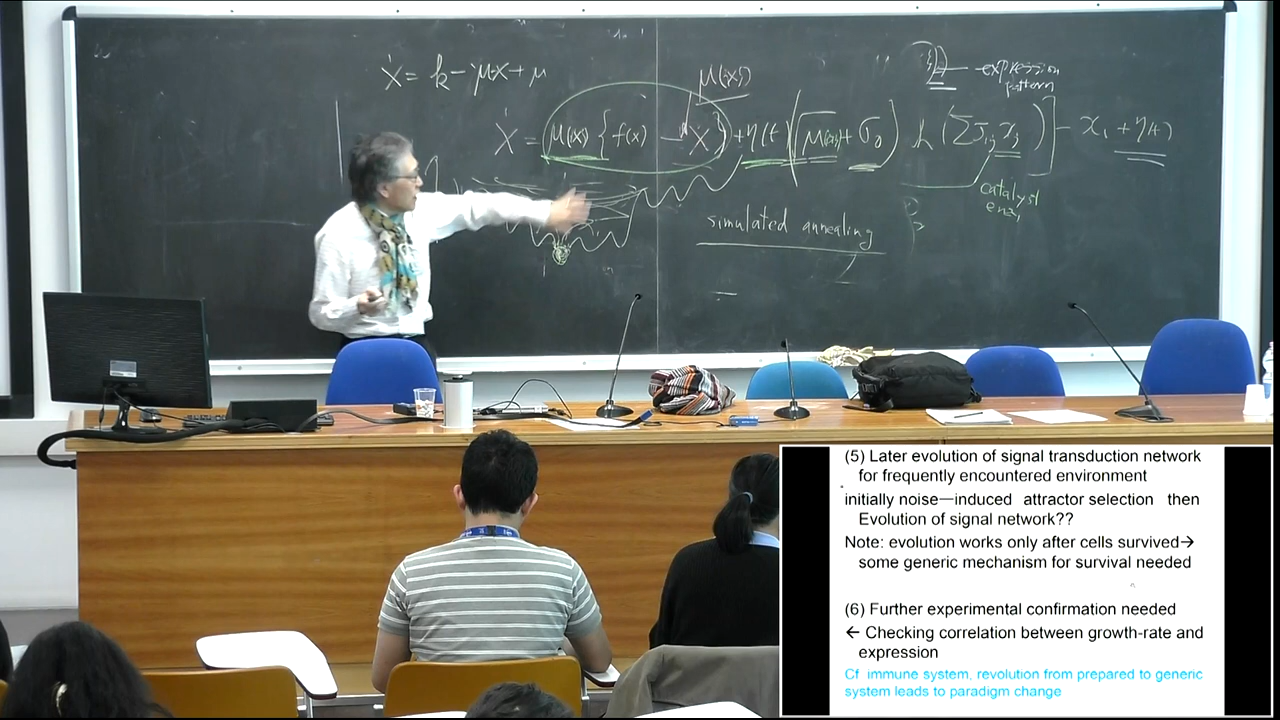 Ẋ = k - μX + μ
μ(x)
expression
pattern
Ẋ = μ(x) { f(x) - X } + η(t)
μ(x) + σ0
h ( ΣJij xj ) ] - xi + η(t)
catalyst
simulated annealing
(5) Later evolution of signal transduction network
for frequently encountered environment
initially noise—induced attractor selection then
Evolution of signal network??
Note: evolution works only after cells survived→
some generic mechanism for survival needed
(6) Further experimental confirmation needed
← Checking correlation between growth-rate and
expression
Cf immune system, revolution from prepared to generic
system leads to paradigm change